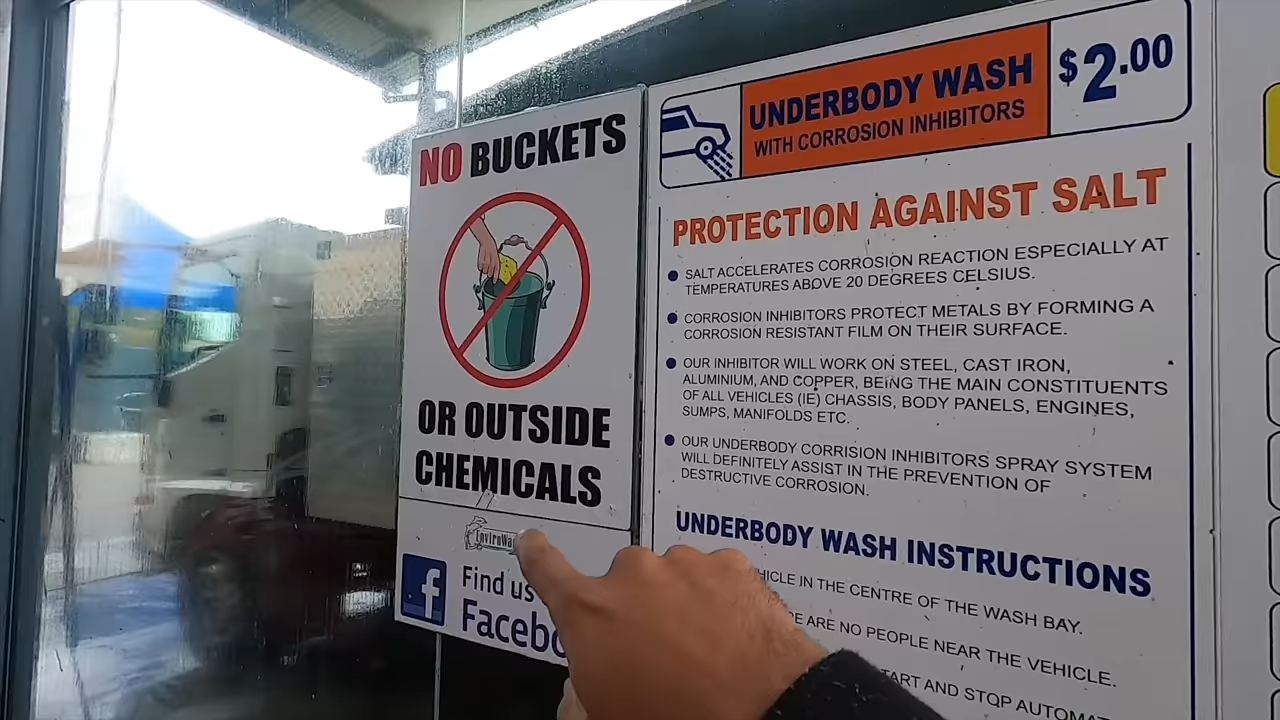 NO BUCKETS
OR OUTSIDE
CHEMICALS
Find us
UNDERBODY WASH
WITH CORROSION INHIBITORS
$2.00
PROTECTION AGAINST SALT
SALT ACCELERATES CORROSION REACTION ESPECIALLY AT
TEMPERATURES ABOVE 20 DEGREES CELSIUS.
CORROSION INHIBITORS PROTECT METALS BY FORMING A
CORROSION RESISTANT FILM ON THEIR SURFACE.
OUR INHIBITOR WILL WORK ON STEEL, CAST IRON,
ALUMINIUM, AND COPPER, BEING THE MAIN CONSTITUENTS
OF ALL VEHICLES (IE) CHASSIS, BODY PANELS, ENGINES,
SUMPS, MANIFOLDS ETC.
OUR UNDERBODY CORRISION INHIBITORS SPRAY SYSTEM
WILL DEFINITELY ASSIST IN THE PREVENTION OF
DESTRUCTIVE CORROSION.
UNDERBODY WASH INSTRUCTIONS
IN THE CENTRE OF THE WASH BAY.
ARE NO PEOPLE NEAR THE VEHICLE.
AND STOP